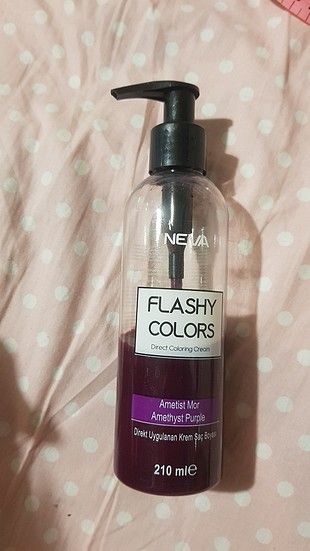 NEVA
FLASHY
COLORS
Direct Coloring Cream
Ametist Mor
Amethyst Purple
Direkt Uygulanan Krem Saç Boyası
210 ml℮